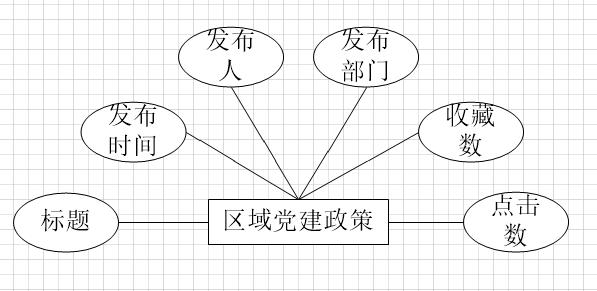 发布
人
发布
部门
发布
时间
收藏
数
标题
区域党建政策
点击
数